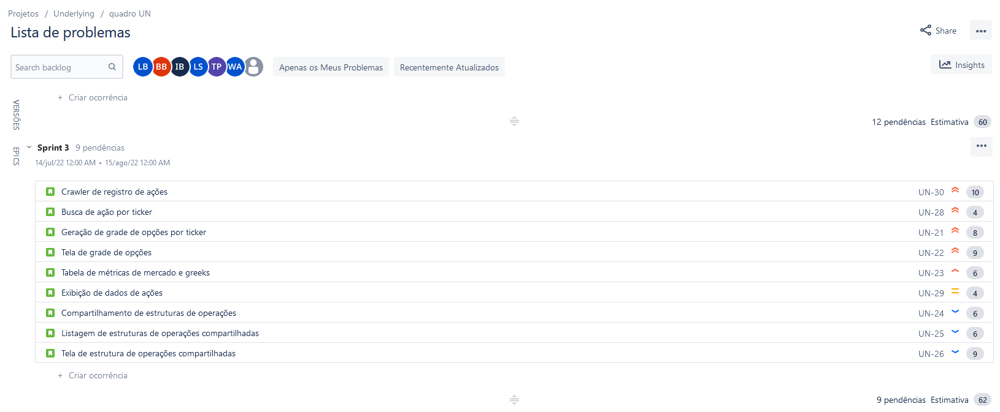 Projetos / Underlying / quadro UN
Lista de problemas
Share
Search backlog
LB BB IB LS TP WA
Apenas os Meus Problemas
Recentemente Atualizados
Insights
VERSÕES
EPICS
+ Criar ocorrência
12 pendências Estimativa 60
Sprint 3 9 pendências
14/jul/22 12:00 AM • 15/ago/22 12:00 AM
Crawler de registro de ações UN-30 10
Busca de ação por ticker UN-28 4
Geração de grade de opções por ticker UN-21 8
Tela de grade de opções UN-22 9
Tabela de métricas de mercado e greeks UN-23 6
Exibição de dados de ações UN-29 4
Compartilhamento de estruturas de operações UN-24 6
Listagem de estruturas de operações compartilhadas UN-25 6
Tela de estrutura de operações compartilhadas UN-26 9
+ Criar ocorrência
9 pendências Estimativa 62